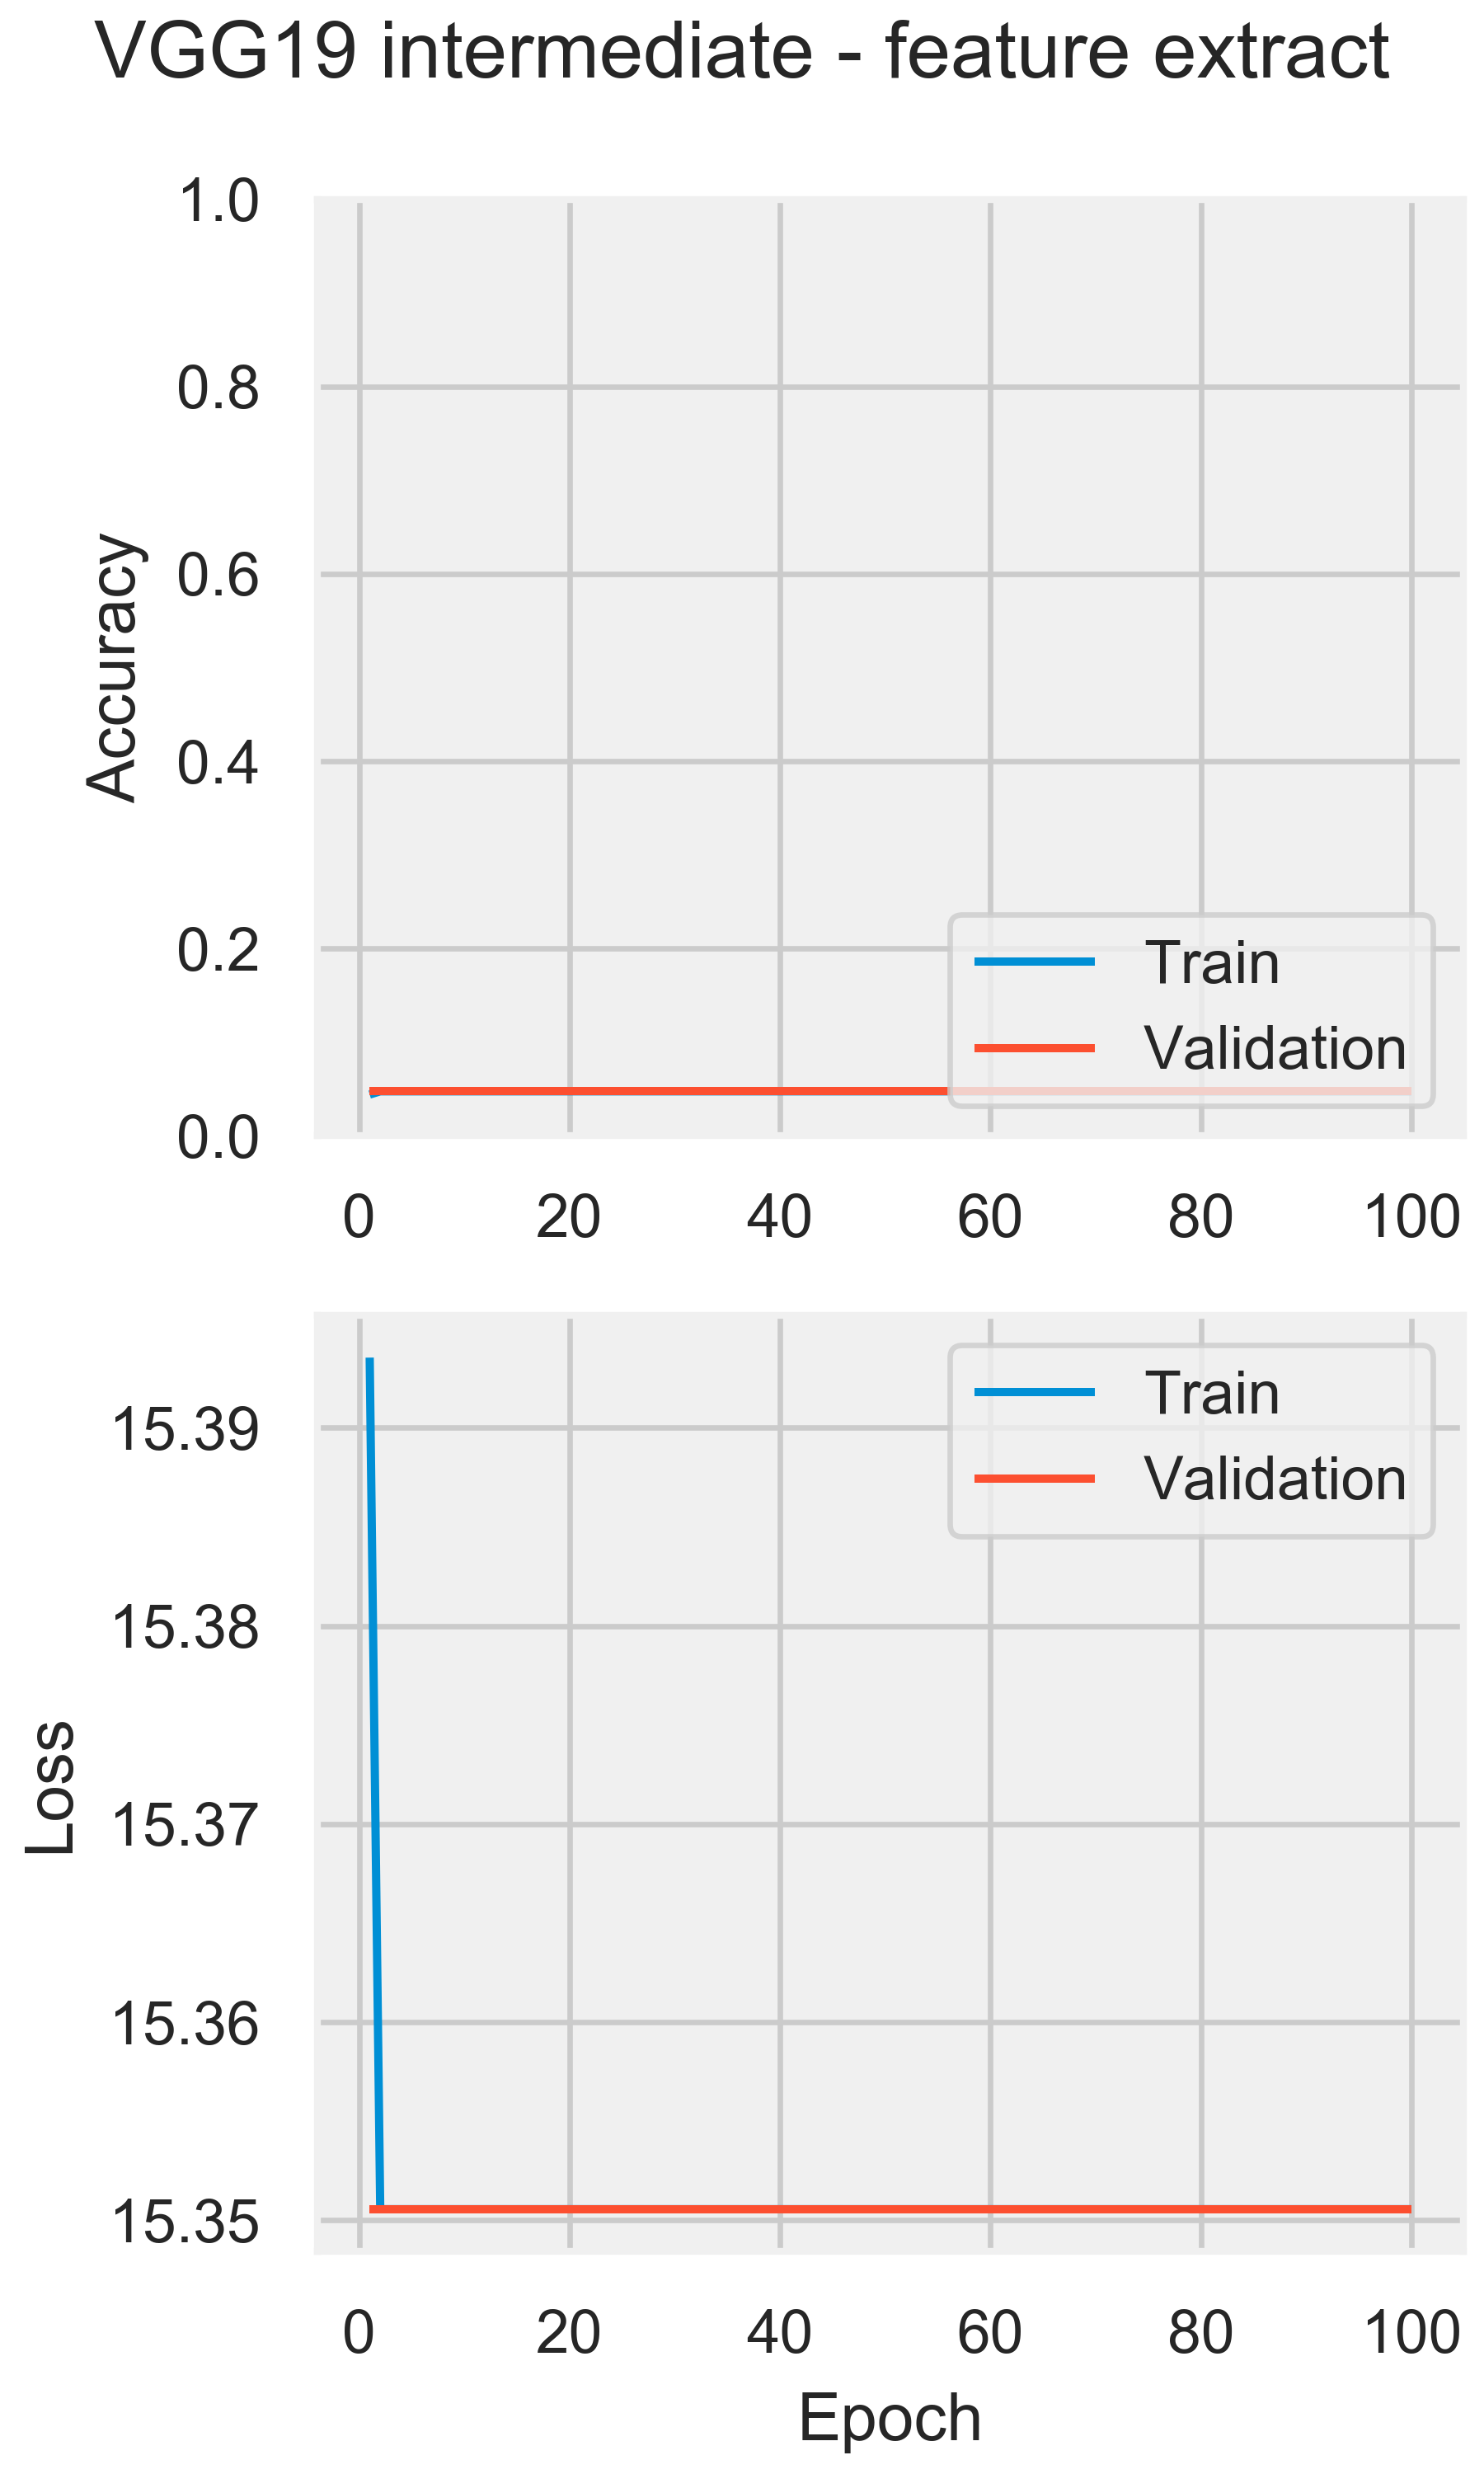 VGG19 intermediate - feature extract
1.0
0.8
0.6
0.4
0.2
0.0
Accuracy
Train
Validation
0 20 40 60 80 100
15.39
15.38
15.37
15.36
15.35
Loss
Train
Validation
0 20 40 60 80 100
Epoch